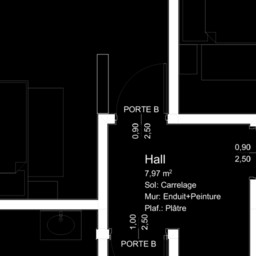 PORTE B
0,90
2,50
0,90
2,50
Hall
7,97 m²
Sol: Carrelage
Mur: Enduit+Peinture
Plaf.: Plâtre
1,00
2,50
PORTE B